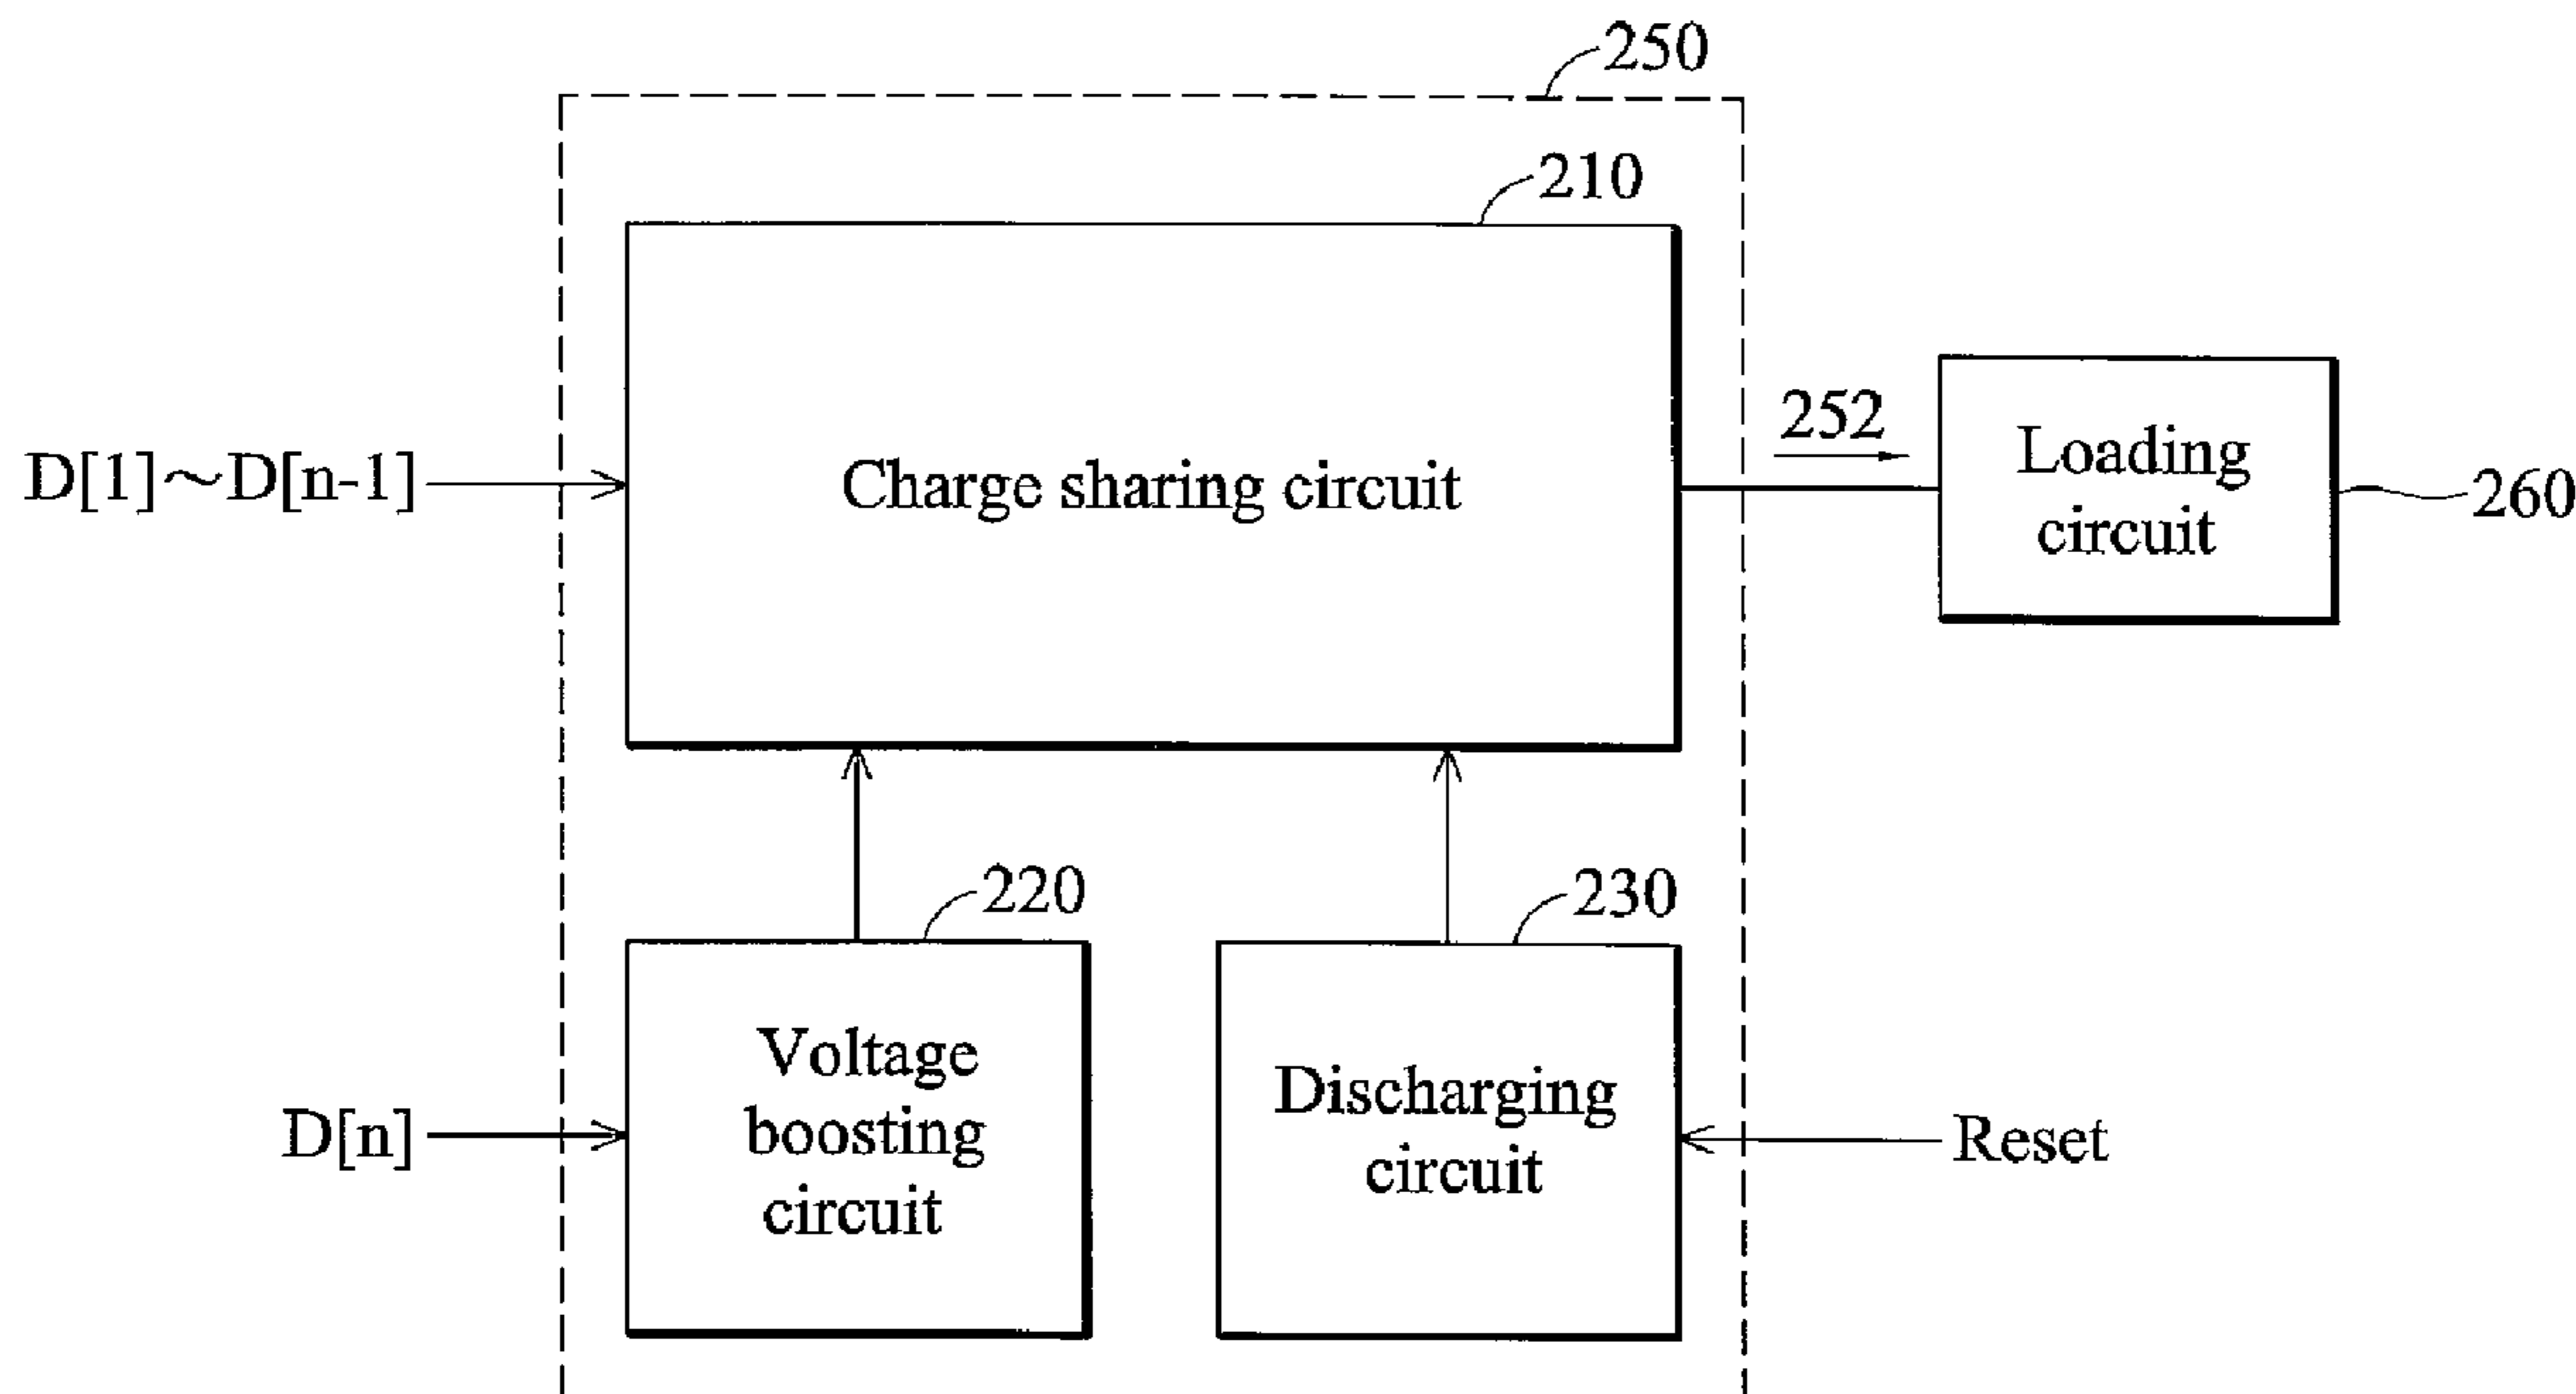 250
210
Charge sharing circuit
D[1]~D[n-1]
252
Loading
circuit
260
220
230
Voltage
boosting
circuit
Discharging
circuit
D[n]
Reset